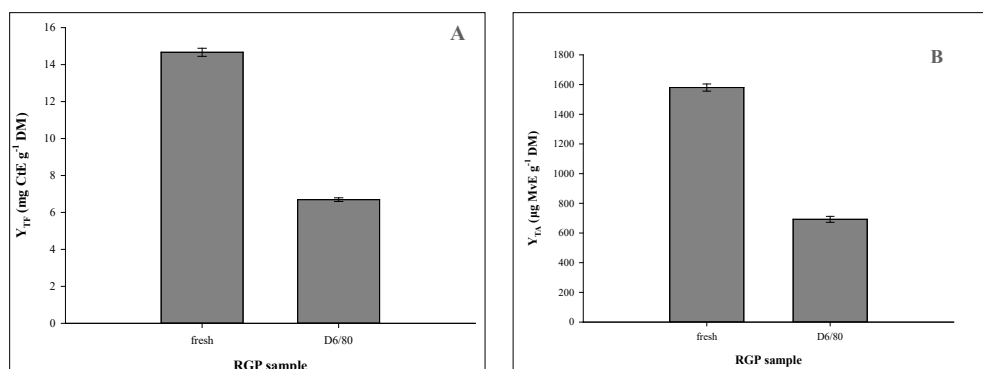 A
Y_TF (mg CtE g^-1 DM)
16
14
12
10
8
6
4
2
0
fresh
D6/80
RGP sample
B
Y_TA (µg MvE g^-1 DM)
1800
1600
1400
1200
1000
800
600
400
200
0
fresh
D6/80
RGP sample